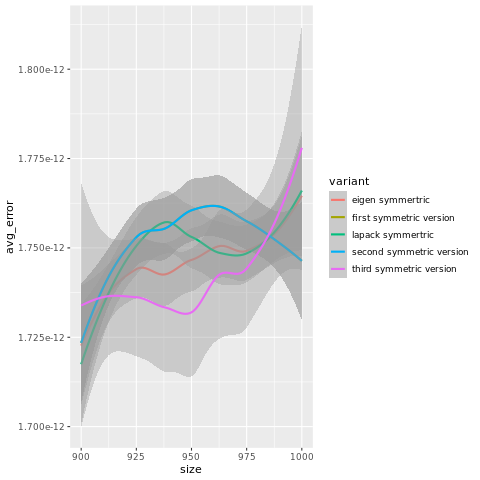 1.800e-12
1.775e-12
1.750e-12
1.725e-12
1.700e-12
avg_error
900
925
950
975
1000
size
variant
eigen symmertric
first symmetric version
lapack symmertric
second symmetric version
third symmetric version